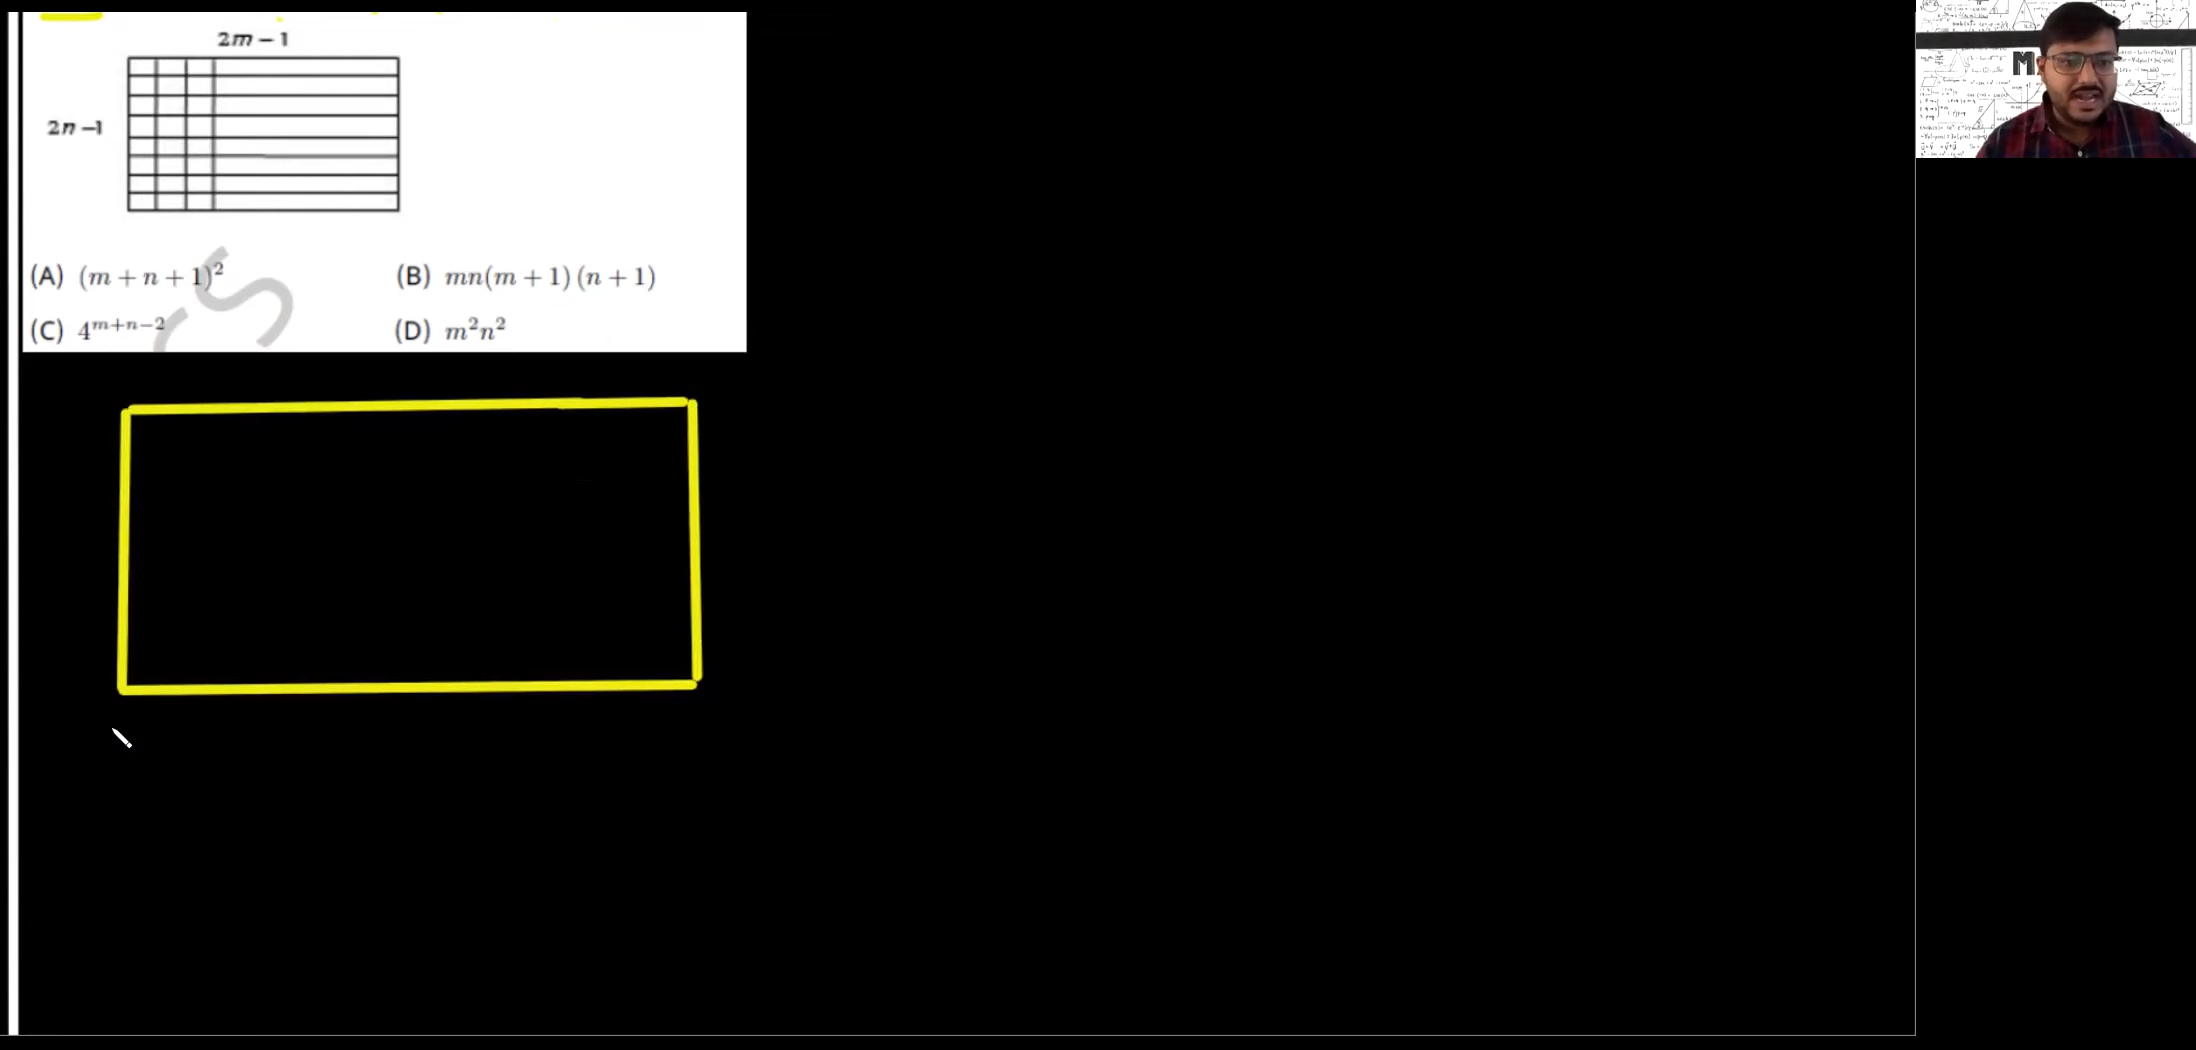 2m – 1
2n – 1
(A) (m + n + 1)² (B) mn(m + 1)(n + 1)
(C) 4^{m+n−2} (D) m²n²
M